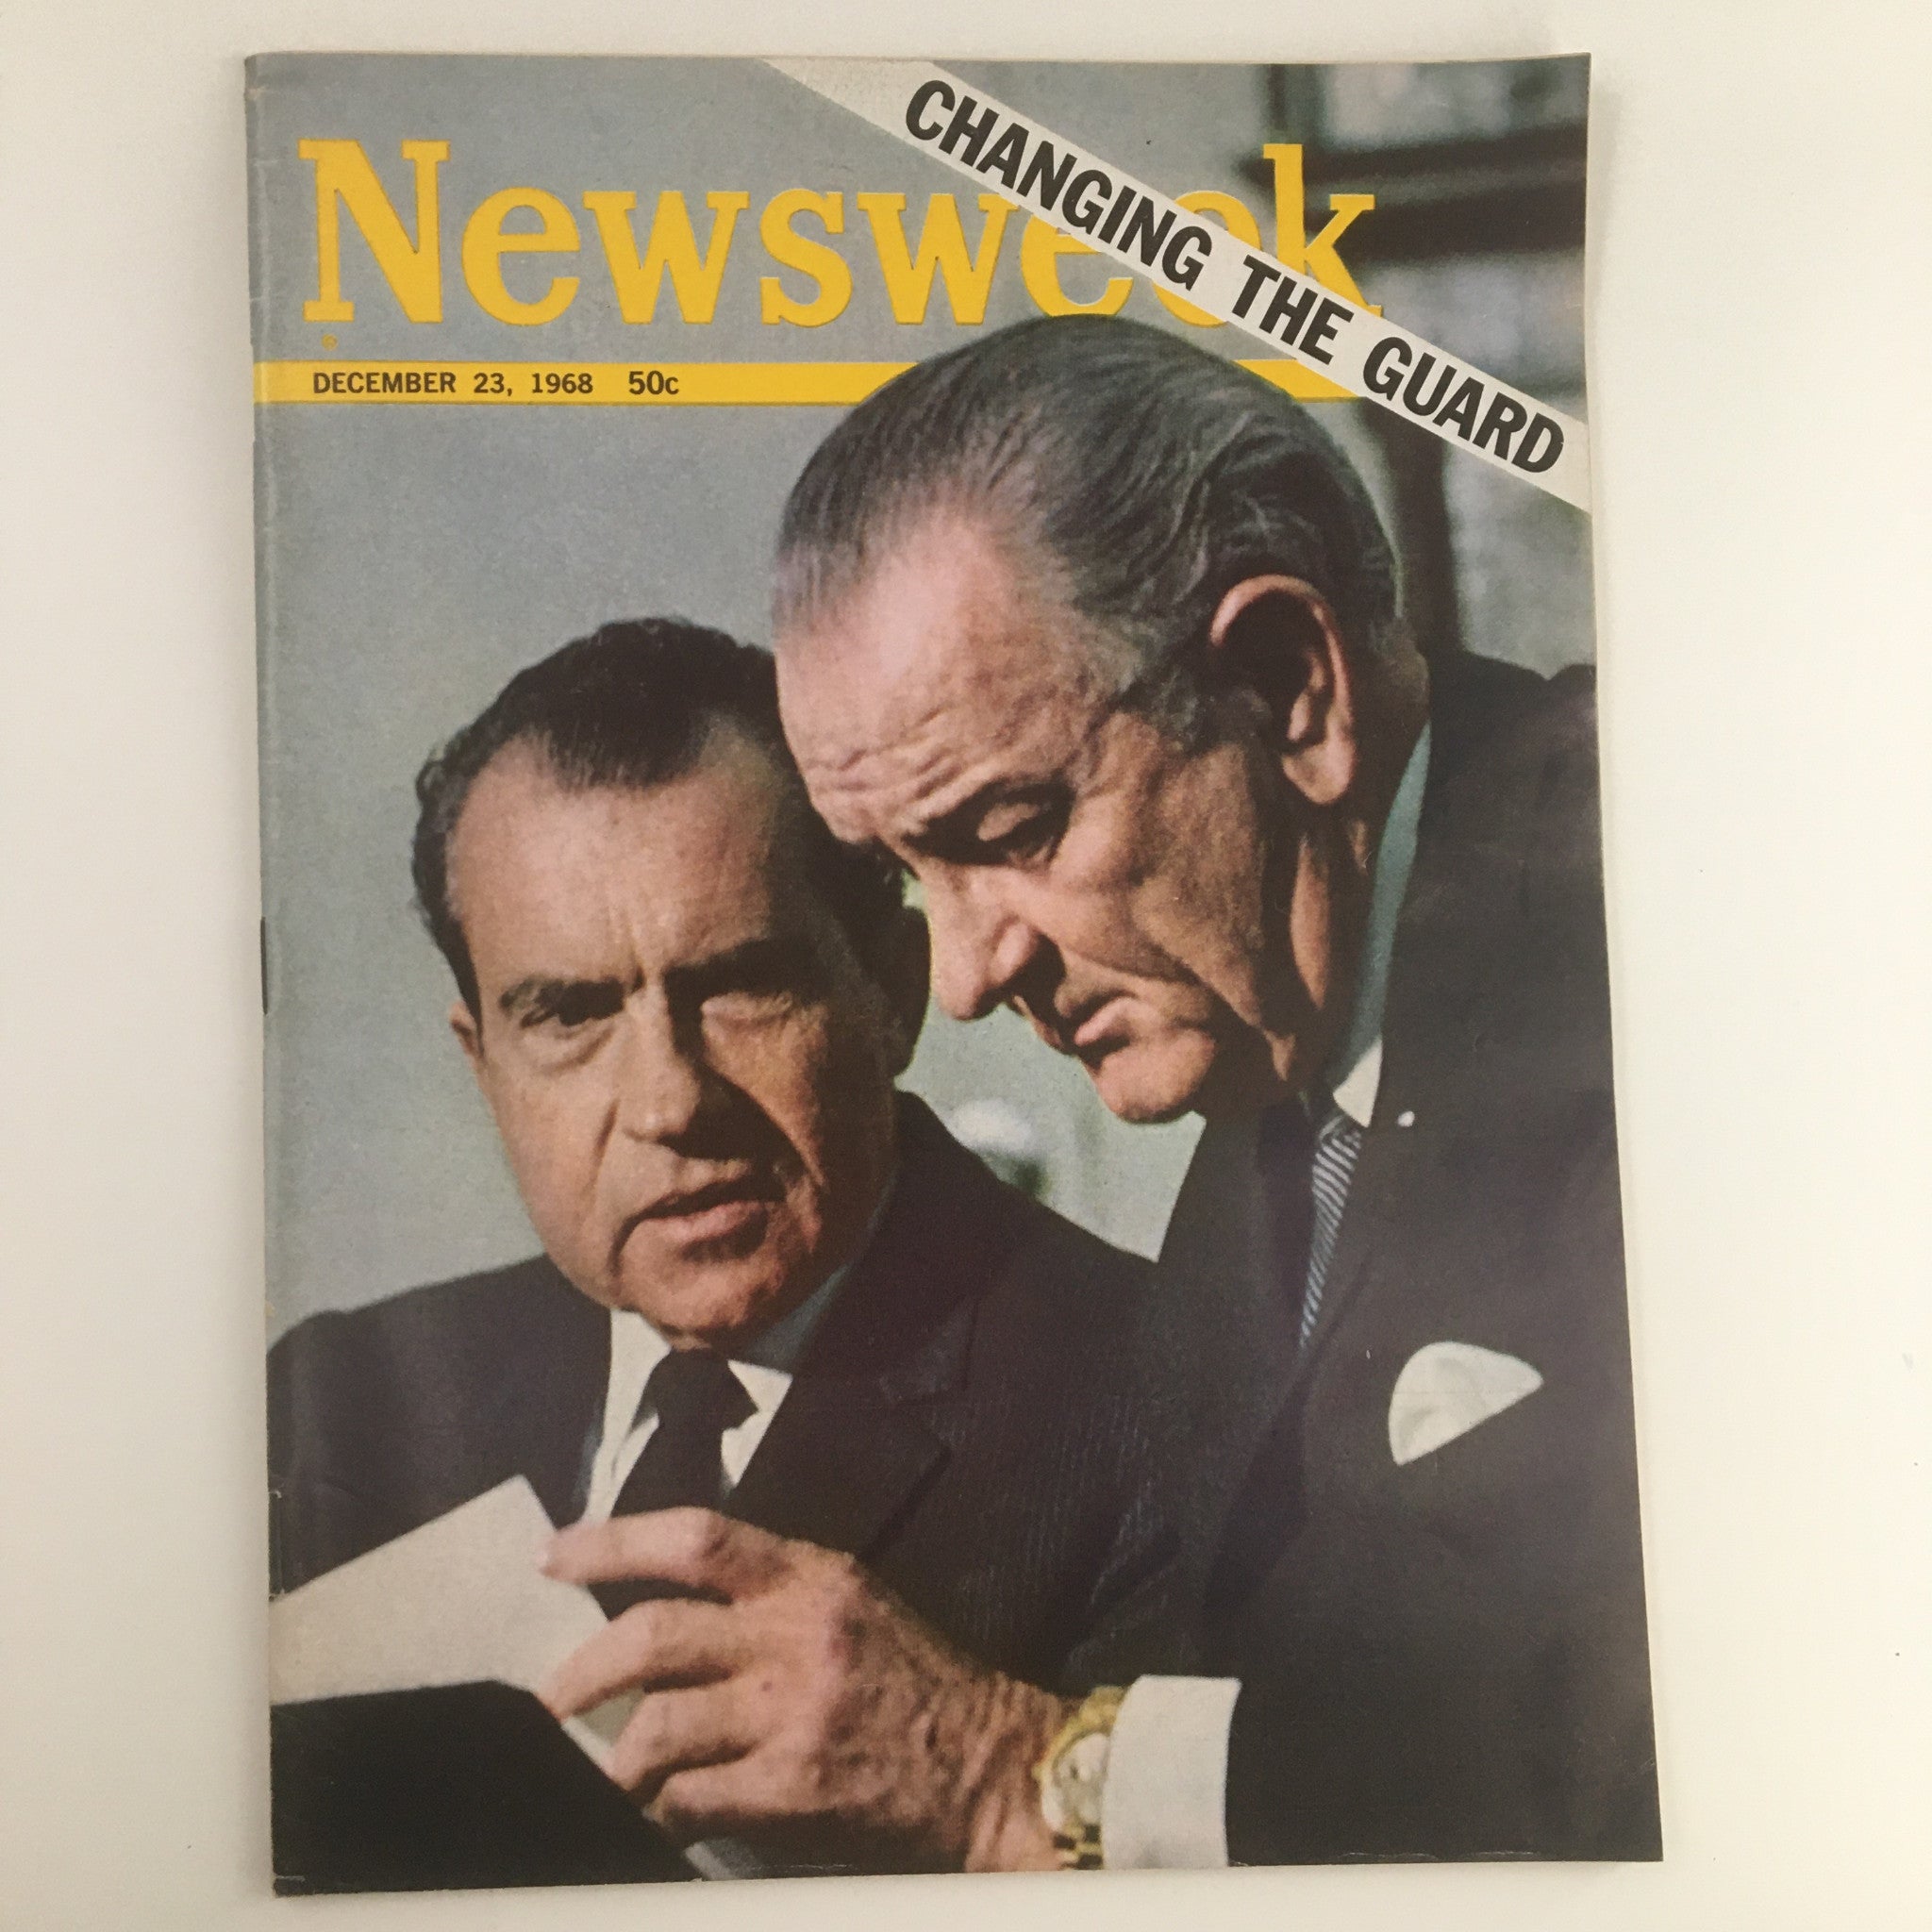 Newsweek
CHANGING THE GUARD
DECEMBER 23, 1968 50c